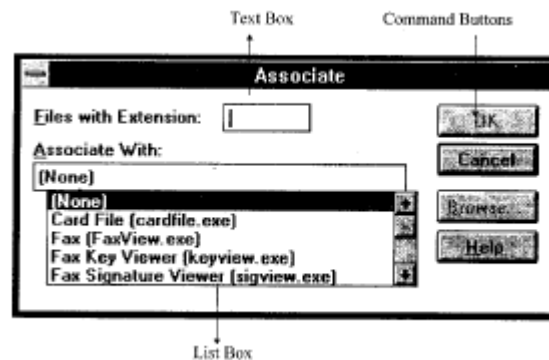 Text Box
Command Buttons
Associate
Files with Extension:
OK
Associate With:
Cancel
(None)
(None)
Card File (cardfile.exe)
Browse...
Fax (FaxView.exe)
Fax Key Viewer (keyview.exe)
Help
Fax Signature Viewer (sigview.exe)
List Box